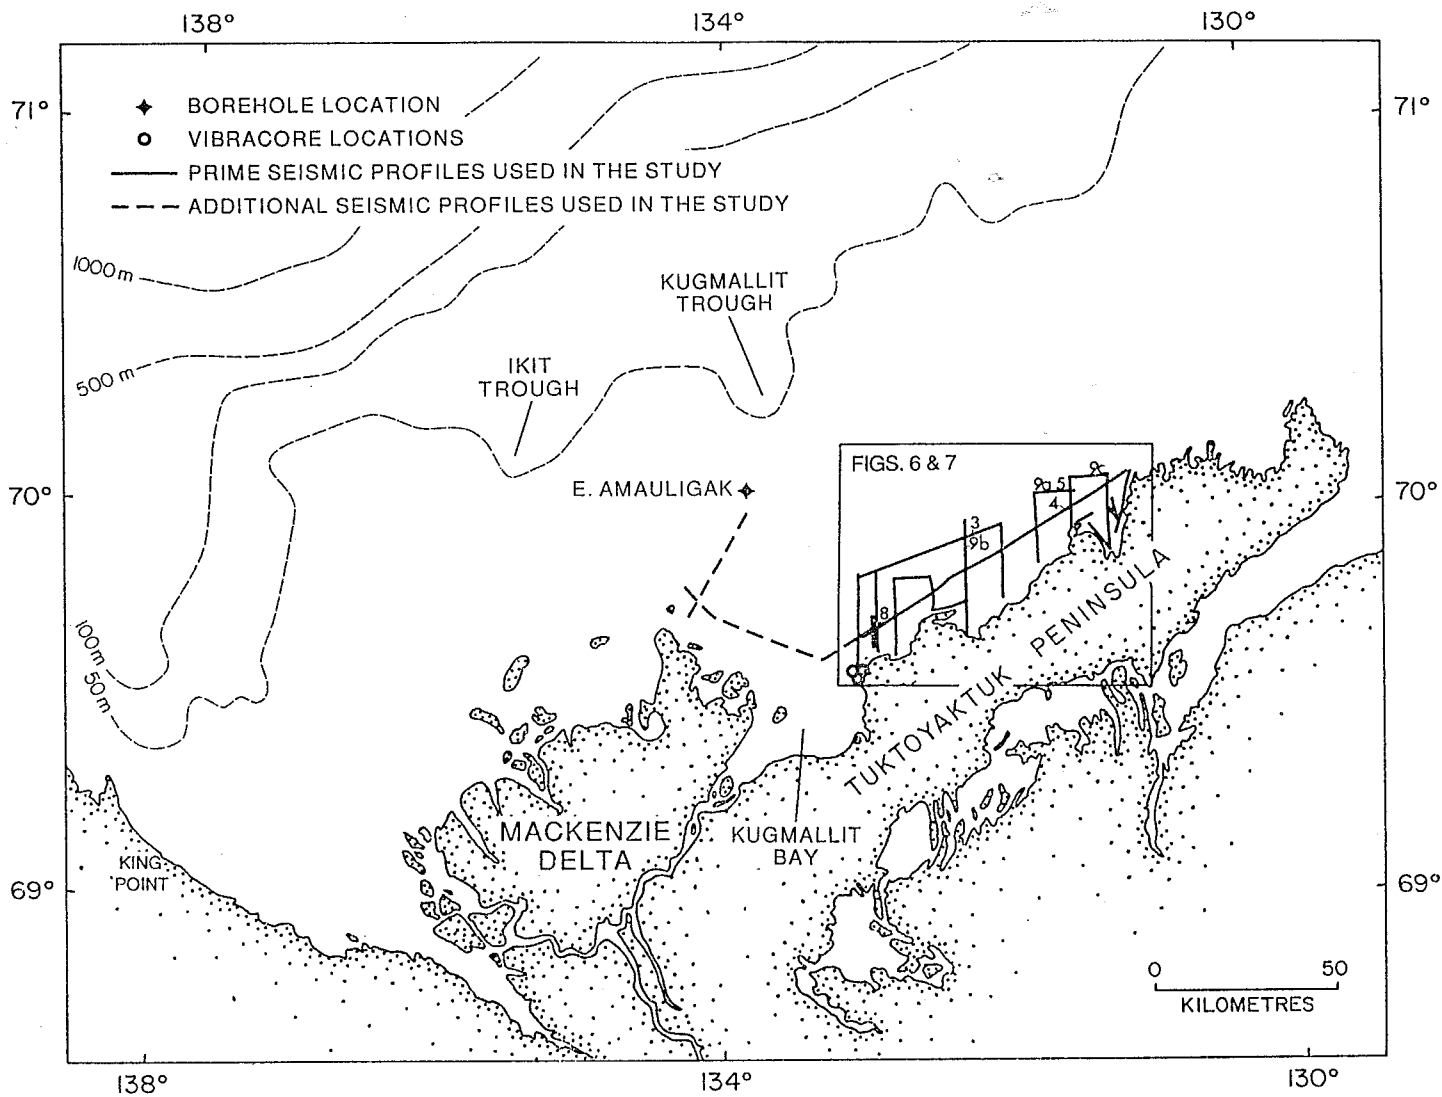 138° 134° 130°
71° 71°
BOREHOLE LOCATION
VIBRACORE LOCATIONS
PRIME SEISMIC PROFILES USED IN THE STUDY
ADDITIONAL SEISMIC PROFILES USED IN THE STUDY
1000 m
KUGMALLIT
TROUGH
500 m
IKIT
TROUGH
FIGS. 6 & 7
9c
9a 5
4
70° 70°
E. AMAULIGAK
3
9b
8
100 m
50 m
TUKTOYAKTUK PENINSULA
MACKENZIE
DELTA
KUGMALLIT
BAY
KING
POINT
69° 69°
0 50
KILOMETRES
138° 134° 130°